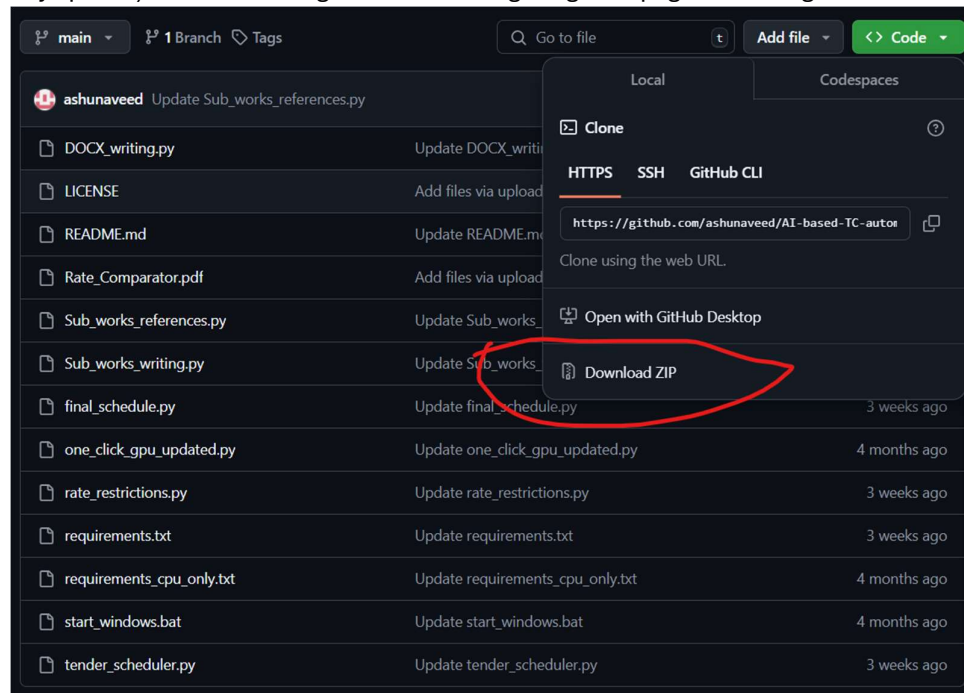 main 1 Branch Tags Go to file t Add file <> Code
Local Codespaces
ashunaveed Update Sub_works_references.py
Clone
DOCX_writing.py Update DOCX_writi
HTTPS SSH GitHub CLI
LICENSE Add files via upload
https://github.com/ashunaveed/AI-based-TC-autom
README.md Update README.m
Clone using the web URL.
Rate_Comparator.pdf Add files via upload
Sub_works_references.py Update Sub_works_
Open with GitHub Desktop
Sub_works_writing.py Update Sub_works_
Download ZIP
final_schedule.py Update final_schedule.py 3 weeks ago
one_click_gpu_updated.py Update one_click_gpu_updated.py 4 months ago
rate_restrictions.py Update rate_restrictions.py 3 weeks ago
requirements.txt Update requirements.txt 3 weeks ago
requirements_cpu_only.txt Update requirements_cpu_only.txt 4 months ago
start_windows.bat Update start_windows.bat 4 months ago
tender_scheduler.py Update tender_scheduler.py 3 weeks ago